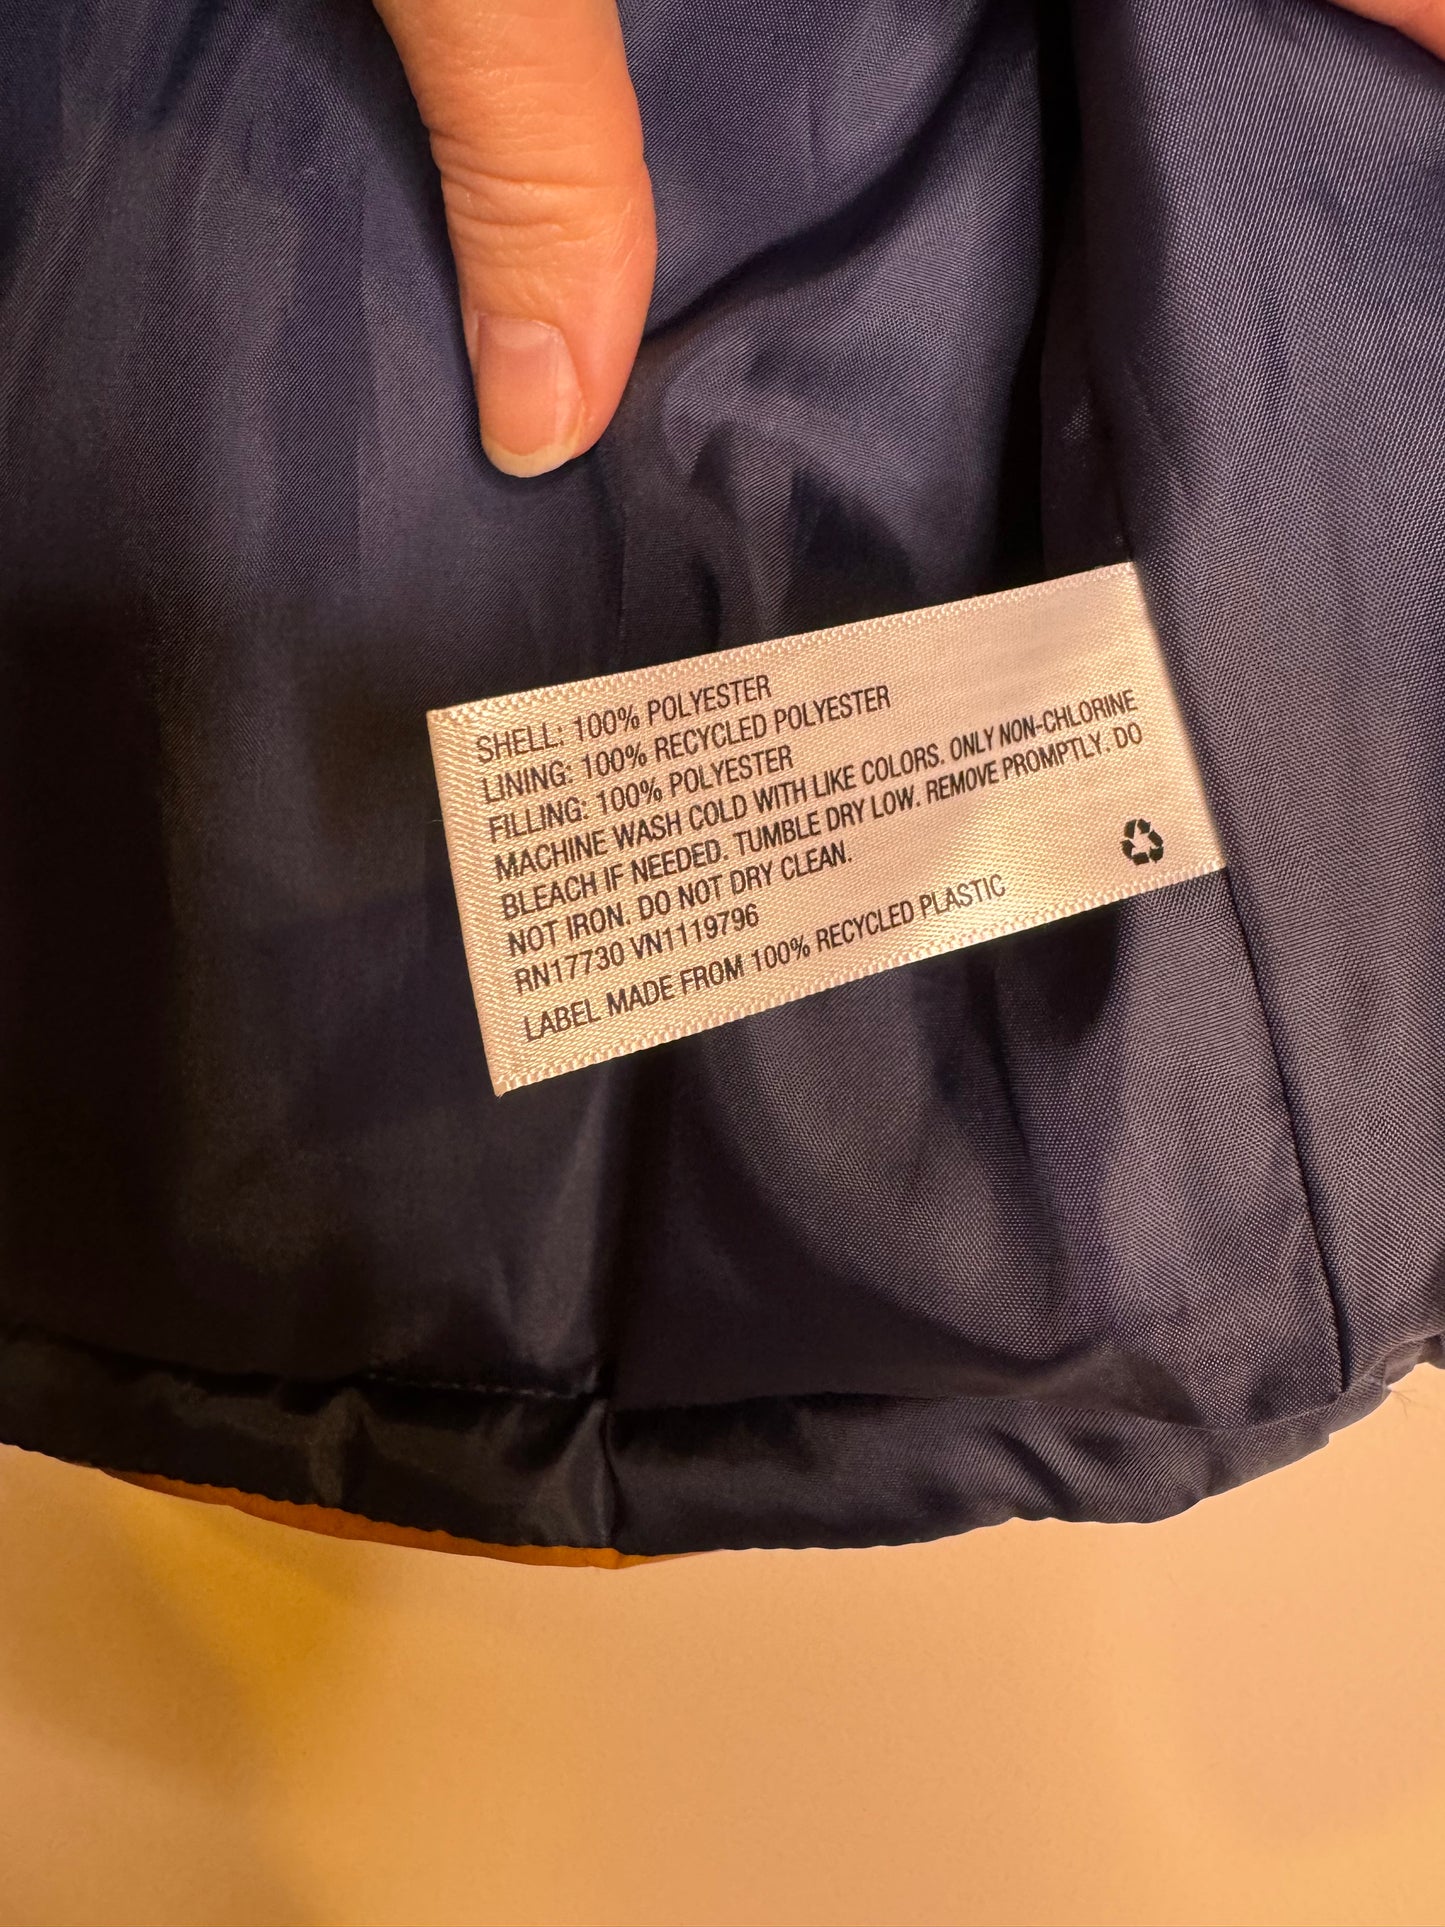 SHELL: 100% POLYESTER
LINING: 100% RECYCLED POLYESTER
FILLING: 100% POLYESTER
MACHINE WASH COLD WITH LIKE COLORS. ONLY NON-CHLORINE
BLEACH IF NEEDED. TUMBLE DRY LOW. REMOVE PROMPTLY. DO
NOT IRON. DO NOT DRY CLEAN.
RN17730 VN1119796
LABEL MADE FROM 100% RECYCLED PLASTIC